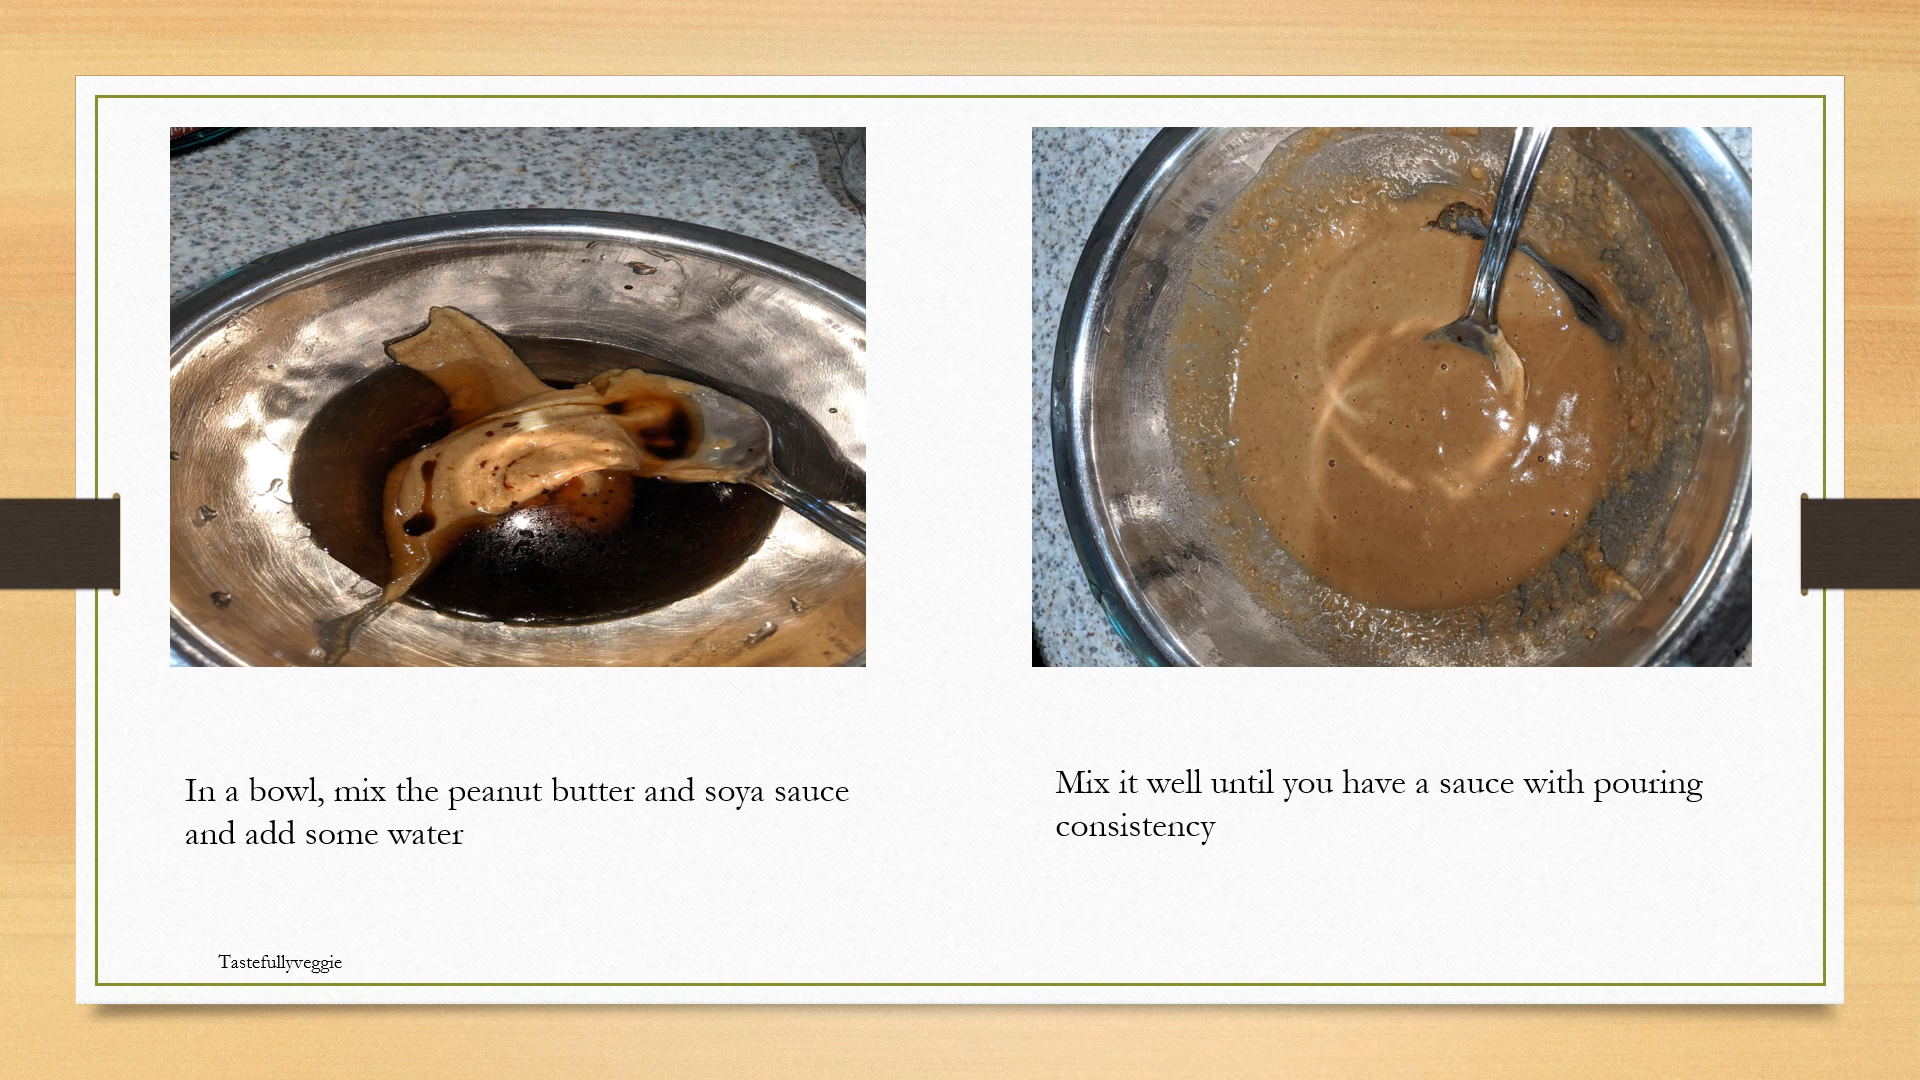 In a bowl, mix the peanut butter and soya sauce
and add some water
Mix it well until you have a sauce with pouring
consistency
Tastefullyveggie